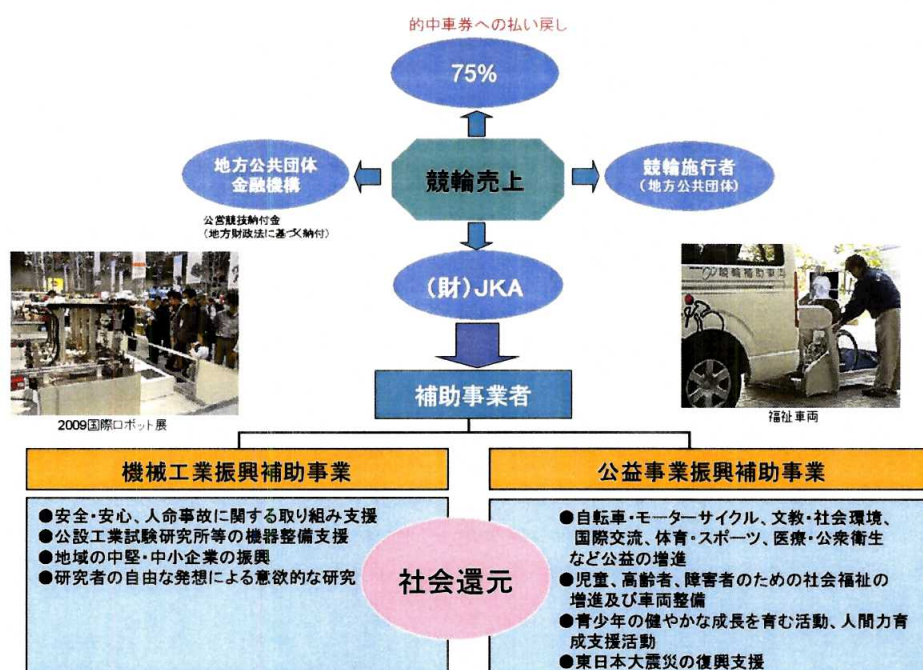 的中車券への払い戻し
75%
地方公共団体
金融機構
公営競技納付金
(地方財政法に基づく納付)
競輪売上
競輪施行者
(地方公共団体)
(財)JKA
競輪補助車両
補助事業者
2009国際ロボット展
福祉車両
機械工業振興補助事業
●安全・安心、人命事故に関する取り組み支援
●公設工業試験研究所等の機器整備支援
●地域の中堅・中小企業の振興
●研究者の自由な発想による意欲的な研究
社会還元
公益事業振興補助事業
●自転車・モーターサイクル、文教・社会環境、
国際交流、体育・スポーツ、医療・公衆衛生
など公益の増進
●児童、高齢者、障害者のための社会福祉の
増進及び車両整備
●青少年の健やかな成長を育む活動、人間力育
成支援活動
●東日本大震災の復興支援